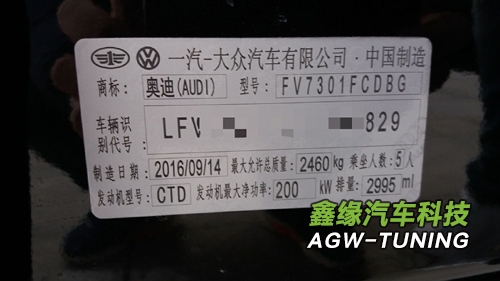 一汽-大众汽车有限公司·中国制造
商标: 奥迪(AUDI) 型号: FV7301FCDBG
车辆识别代号: LFV 829
制造日期: 2016/09/14 最大允许总质量: 2460 kg 乘坐人数: 5人
发动机型号: CTD 发动机最大净功率: 200 kW 排量: 2995 ml
鑫缘汽车科技
AGW-TUNING